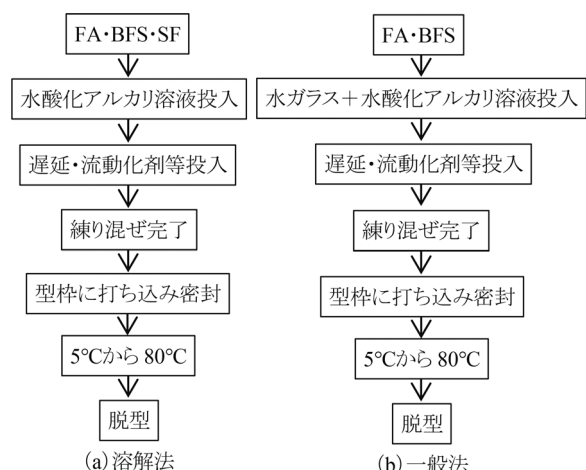 FA・BFS・SF
水酸化アルカリ溶液投入
遅延・流動化剤等投入
練り混ぜ完了
型枠に打ち込み密封
5℃から 80℃
脱型
(a)溶解法
FA・BFS
水ガラス＋水酸化アルカリ溶液投入
遅延・流動化剤等投入
練り混ぜ完了
型枠に打ち込み密封
5℃から 80℃
脱型
(b)一般法